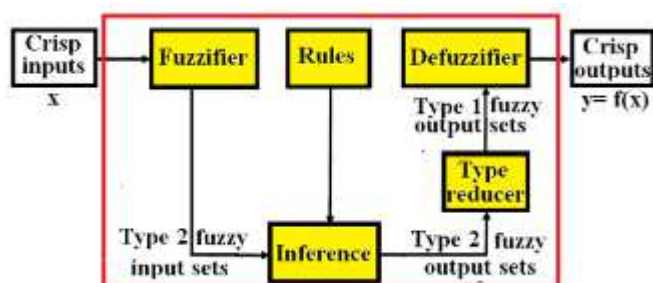 Crisp
inputs
x
Fuzzifier
Rules
Defuzzifier
Crisp
outputs
y= f(x)
Type 1 fuzzy
output sets
Type
reducer
Type 2 fuzzy
input sets
Inference
Type 2 fuzzy
output sets